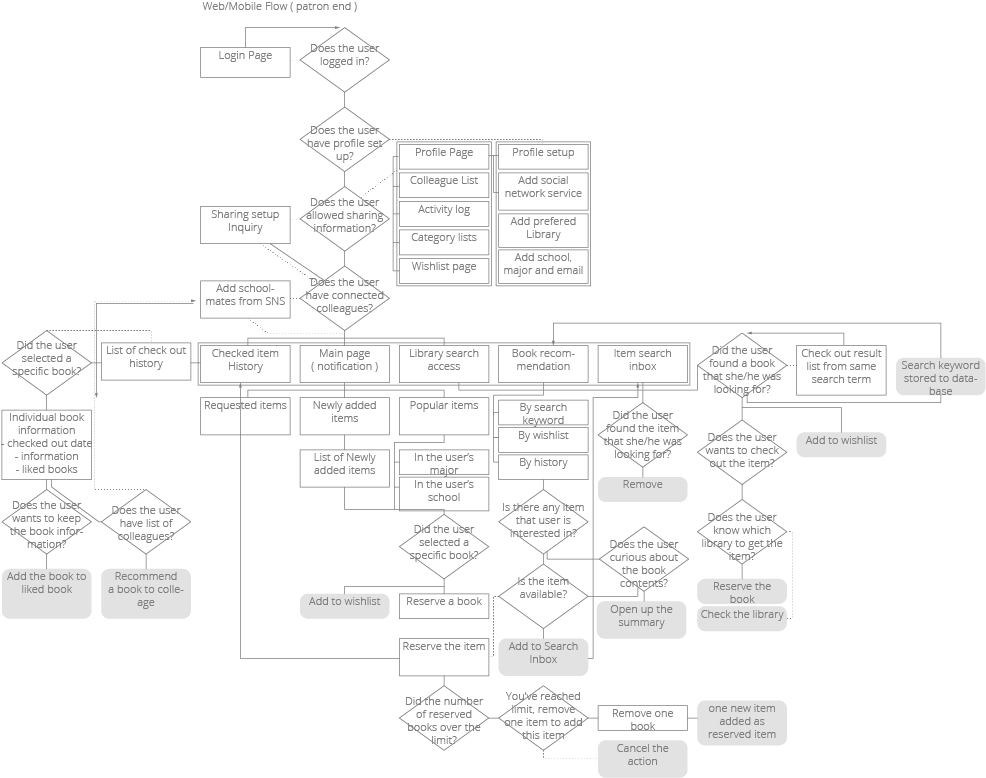 Web/Mobile Flow ( patron end )
Login Page
Does the user
logged in?
Does the user
have profile set
up?
Profile Page
Colleague List
Activity log
Category lists
Wishlist page
Profile setup
Add social
network service
Add prefered
Library
Add school,
major and email
Does the user
allowed sharing
information?
Sharing setup
Inquiry
Does the user
have connected
colleagues?
Add school-
mates from SNS
Did the user
selected a
specific book?
List of check out
history
Checked item
History
Main page
( notification )
Library search
access
Book recom-
mendation
Item search
inbox
Did the user
found a book
that she/he was
looking for?
Check out result
list from same
search term
Search keyword
stored to data-
base
Requested items
Newly added
items
Popular items
By search
keyword
By wishlist
By history
Did the user
found the item
that she/he was
looking for?
Remove
Individual book
information
- checked out date
- information
- liked books
List of Newly
added items
In the user's
major
In the user's
school
Does the user
wants to check
out the item?
Add to wishlist
Does the user
wants to keep
the book infor-
mation?
Does the user
have list of
colleagues?
Did the user
selected a
specific book?
Is there any item
that user is
interested in?
Does the user
curious about
the book
contents?
Does the user
know which
library to get the
item?
Add the book to
liked book
Recommend
a book to colle-
age
Add to wishlist
Reserve a book
Is the item
available?
Open up the
summary
Reserve the
book
Check the library
Reserve the item
Add to Search
Inbox
Did the number
of reserved
books over the
limit?
You've reached
limit, remove
one item to add
this item
Remove one
book
one new item
added as
reserved item
Cancel the
action